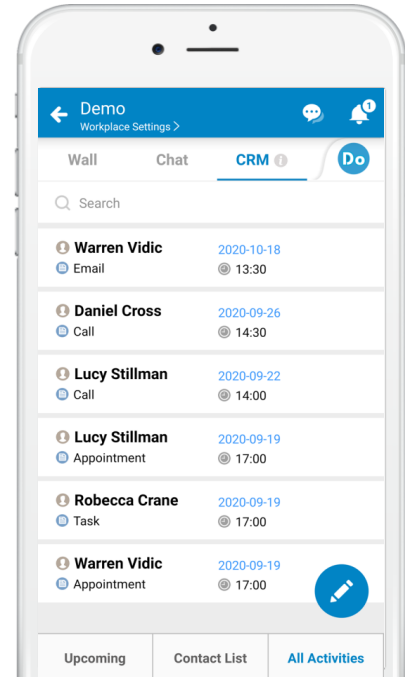 Demo
1
Workplace Settings >
Wall Chat CRM i Do
Search
Warren Vidic 2020-10-18
Email 13:30
Daniel Cross 2020-09-26
Call 14:30
Lucy Stillman 2020-09-22
Call 14:00
Lucy Stillman 2020-09-19
Appointment 17:00
Robecca Crane 2020-09-19
Task 17:00
Warren Vidic 2020-09-19
Appointment 17:00
Upcoming Contact List All Activities